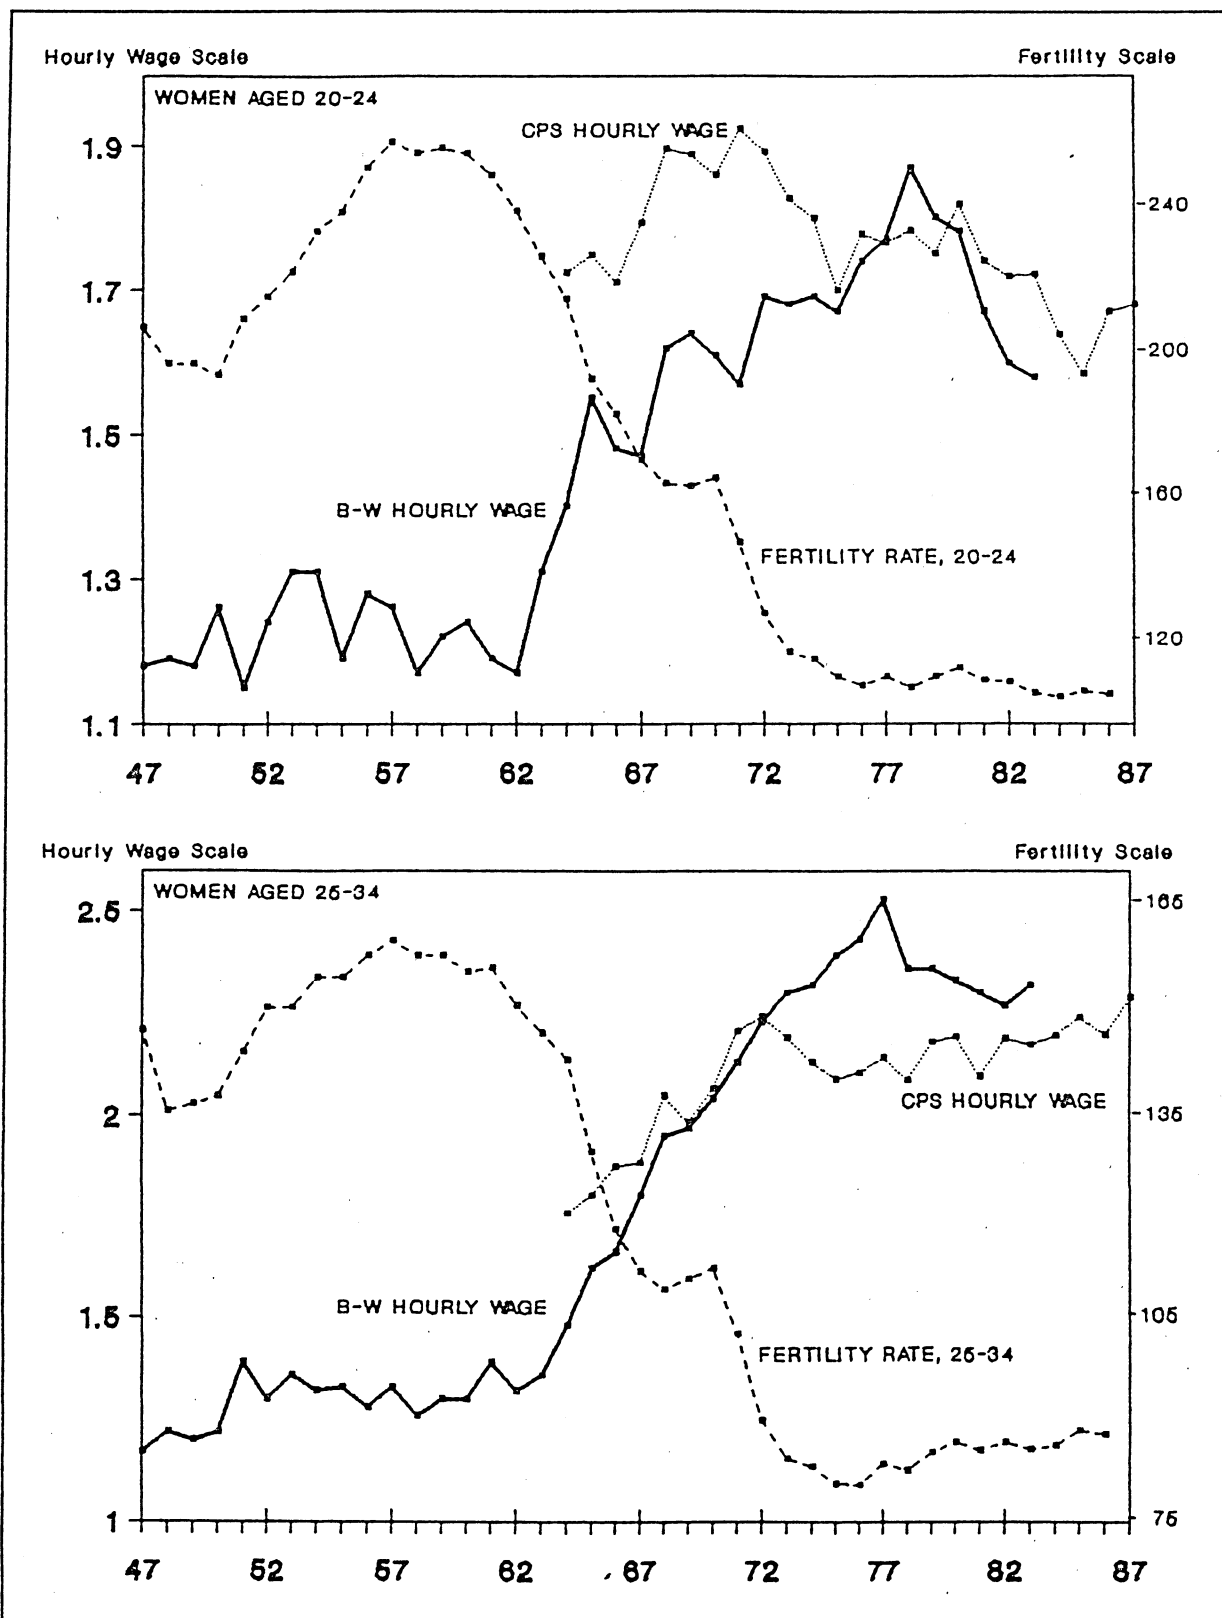 Hourly Wage Scale Fertility Scale
WOMEN AGED 20-24
CPS HOURLY WAGE
1.9
240
1.7
200
1.5
B-W HOURLY WAGE
160
FERTILITY RATE, 20-24
1.3
120
1.1
47 52 57 62 67 72 77 82 87
Hourly Wage Scale Fertility Scale
WOMEN AGED 25-34
2.5
165
CPS HOURLY WAGE
2
135
B-W HOURLY WAGE
1.5
105
FERTILITY RATE, 25-34
1
75
47 52 57 62 67 72 77 82 87